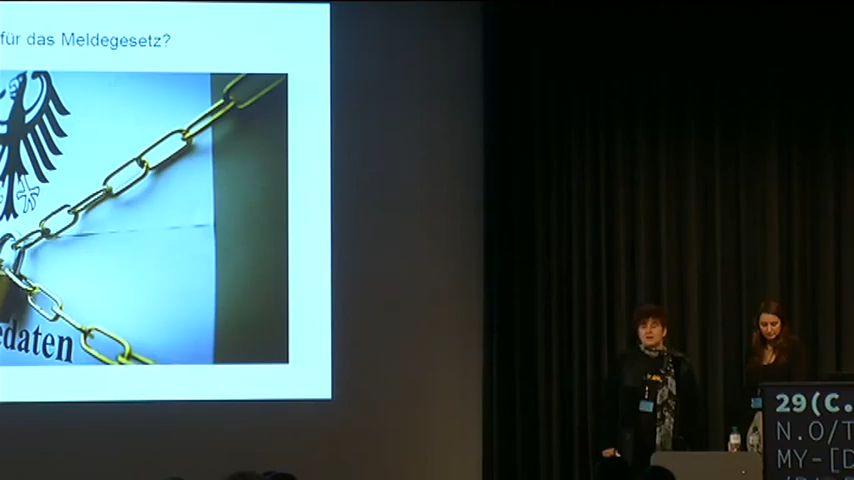 für das Meldegesetz?
edaten
29(C.
N.O/T
MY-[D